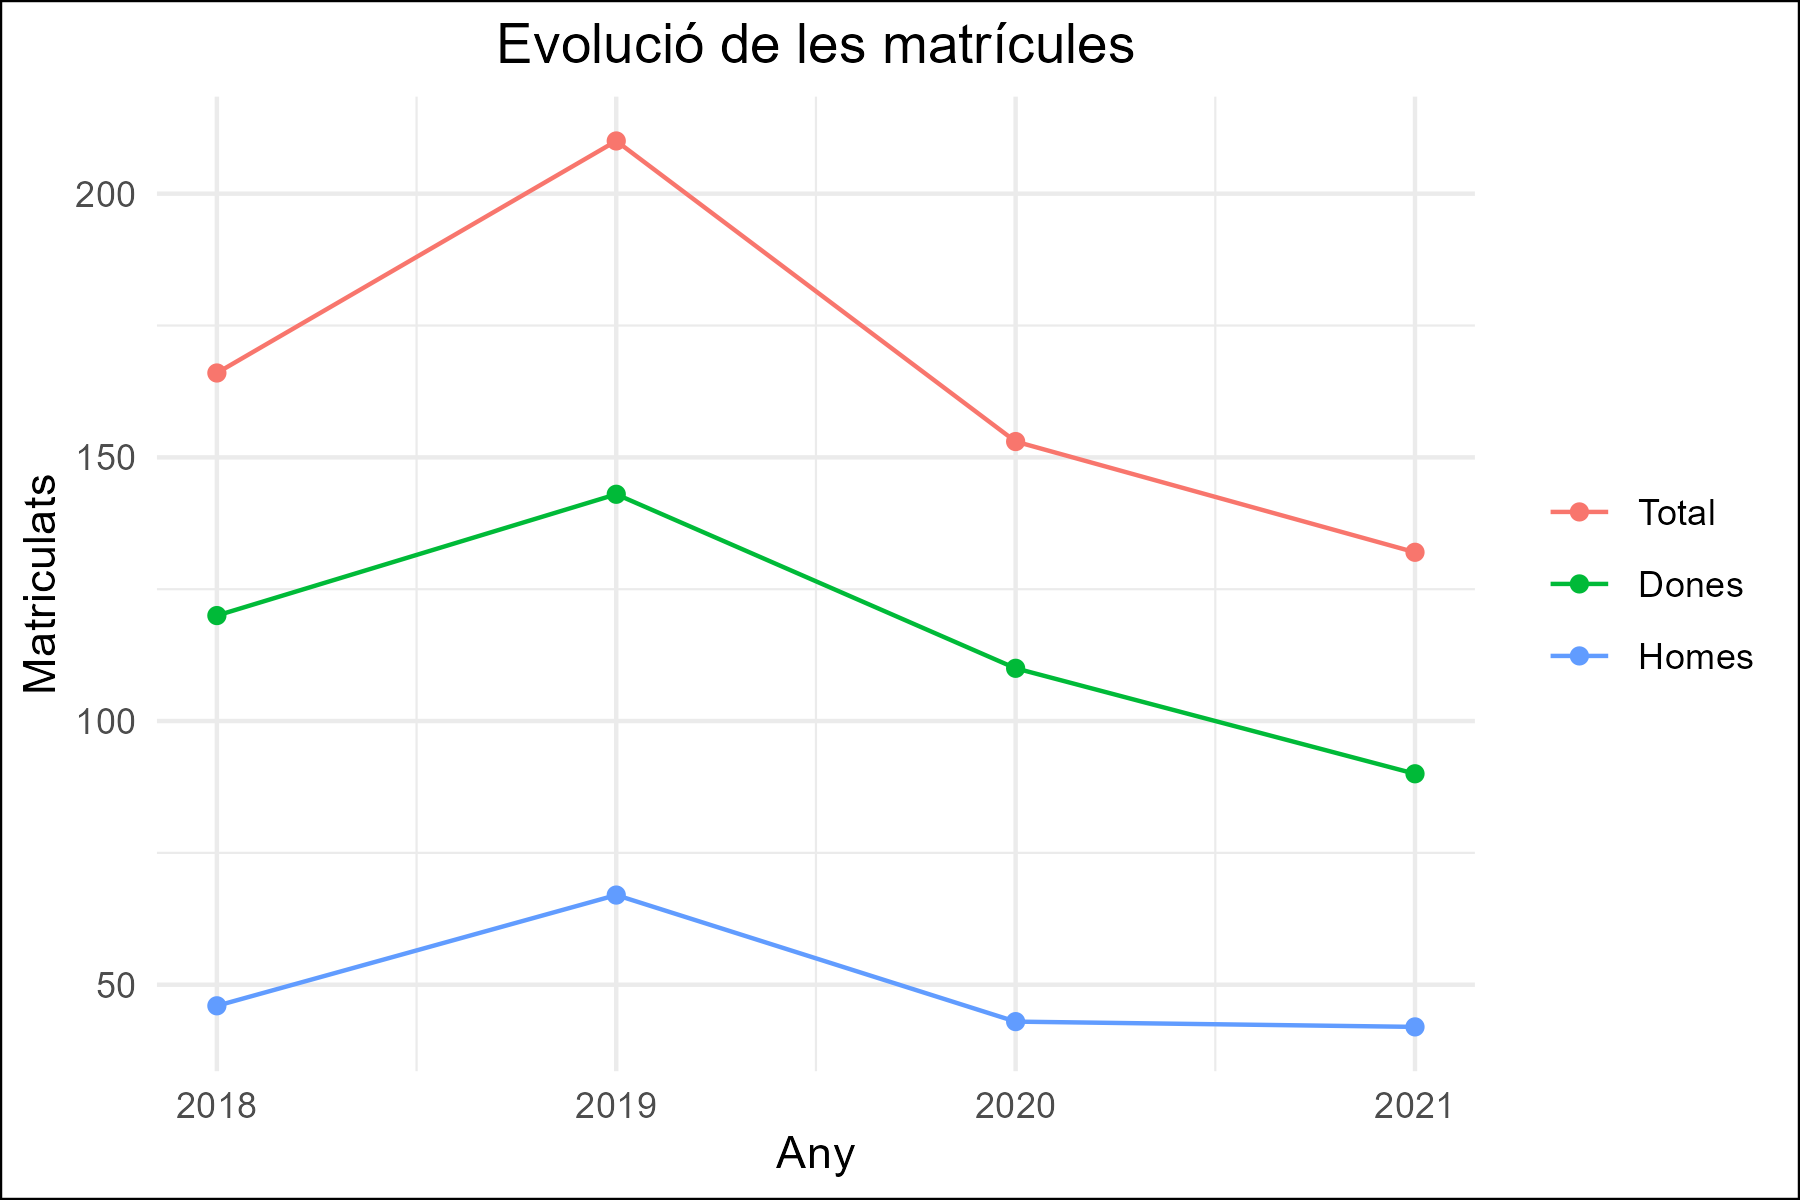 Evolució de les matrícules
Matriculats
200
150
100
50
2018
2019
2020
2021
Any
Total
Dones
Homes